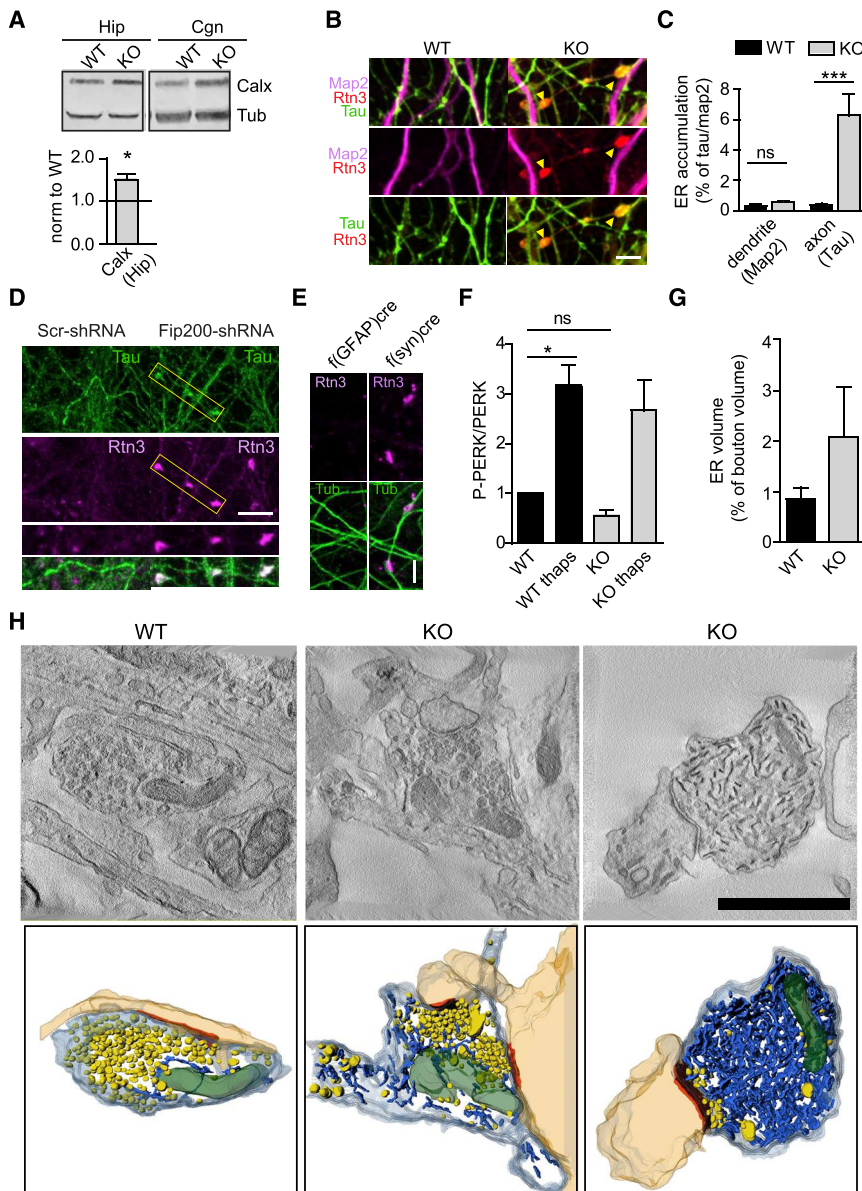 A
Hip Cgn
WT KO WT KO
Calx
Tub
norm to WT
2.0
1.0
0.0
*
Calx
(Hip)
B
WT KO
Map2
Rtn3
Tau
Map2
Rtn3
Tau
Rtn3
C
WT KO
ER accumulation
(% of tau/map2)
8
6
4
2
0
ns
***
dendrite
(Map2)
axon
(Tau)
D
Scr-shRNA Fip200-shRNA
Tau Tau
Rtn3 Rtn3
E
f(GFAP)cre f(syn)cre
Rtn3 Rtn3
Tub Tub
F
P-PERK/PERK
4
3
2
1
0
ns
*
WT
WT thaps
KO
KO thaps
G
ER volume
(% of bouton volume)
4
3
2
1
0
WT
KO
H
WT KO KO